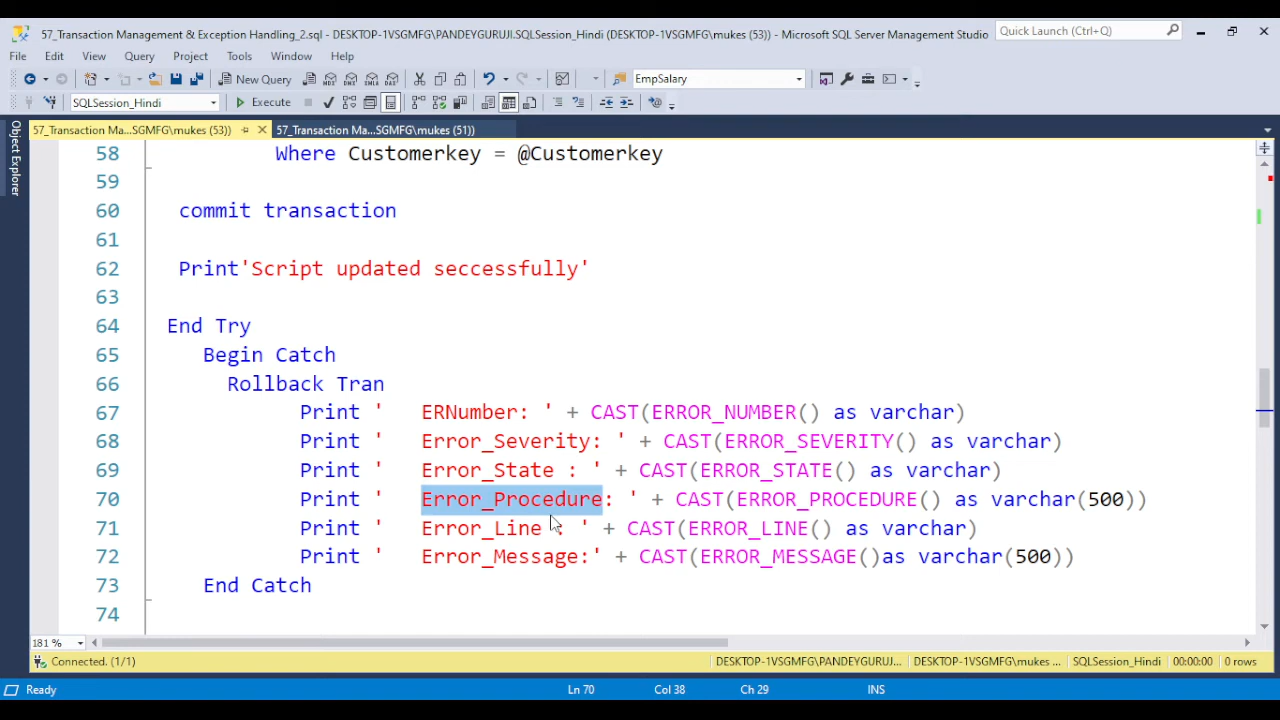 57_Transaction Management & Exception Handling_2.sql - DESKTOP-1VSGMFG\PANDEYGURUJI.SQLSession_Hindi (DESKTOP-1VSGMFG\mukes (53)) - Microsoft SQL Server Management Studio
Quick Launch (Ctrl+Q)
File Edit View Query Project Tools Window Help
New Query EmpSalary
SQLSession_Hindi Execute
57_Transaction Ma...SGMFG\mukes (53)) 57_Transaction Ma...SGMFG\mukes (51))
Object Explorer
58 Where Customerkey = @Customerkey
59
60 commit transaction
61
62 Print'Script updated seccessfully'
63
64 End Try
65 Begin Catch
66 Rollback Tran
67 Print ' ERNumber: ' + CAST(ERROR_NUMBER() as varchar)
68 Print ' Error_Severity: ' + CAST(ERROR_SEVERITY() as varchar)
69 Print ' Error_State : ' + CAST(ERROR_STATE() as varchar)
70 Print ' Error_Procedure: ' + CAST(ERROR_PROCEDURE() as varchar(500))
71 Print ' Error_Line : ' + CAST(ERROR_LINE() as varchar)
72 Print ' Error_Message:' + CAST(ERROR_MESSAGE()as varchar(500))
73 End Catch
74
181 %
Connected. (1/1) DESKTOP-1VSGMFG\PANDEYGURUJ... DESKTOP-1VSGMFG\mukes ... SQLSession_Hindi 00:00:00 0 rows
Ready Ln 70 Col 38 Ch 29 INS